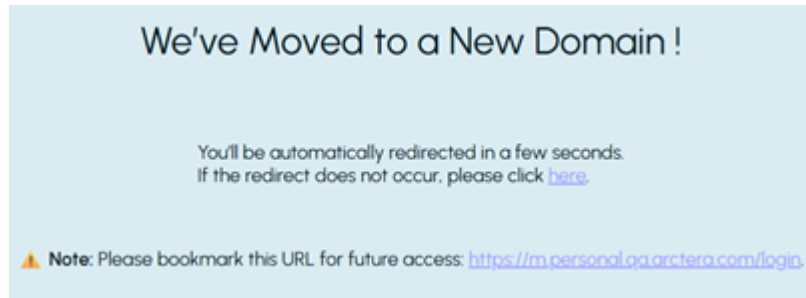 We've Moved to a New Domain !
You'll be automatically redirected in a few seconds.
If the redirect does not occur, please click here.
⚠ Note: Please bookmark this URL for future access: https://m.personal.qa.arctera.com/login.